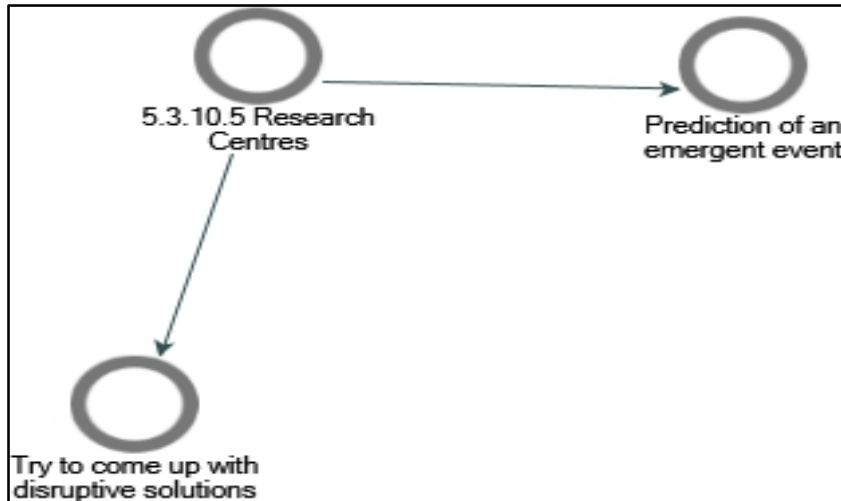 5.3.10.5 Research
Centres
Prediction of an
emergent event
Try to come up with
disruptive solutions